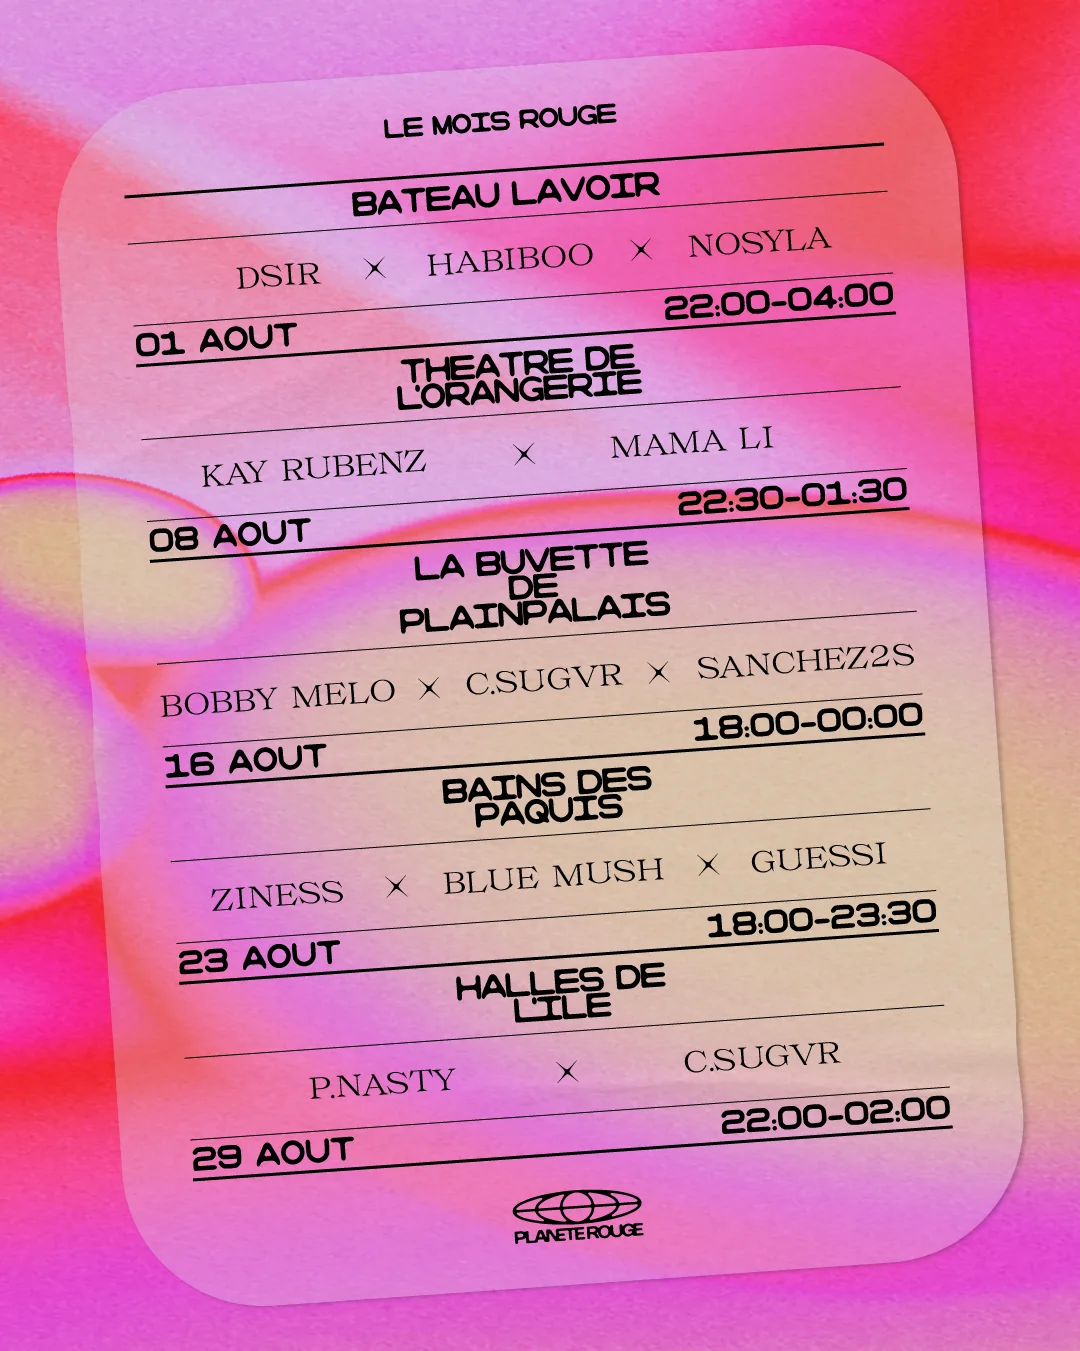 LE MOIS ROUGE
BATEAU LAVOIR
DSIR × HABIBOO × NOSYLA
01 AOUT 22:00-04:00
THEATRE DE
L'ORANGERIE
KAY RUBENZ × MAMA LI
08 AOUT 22:30-01:30
LA BUVETTE
DE
PLAINPALAIS
BOBBY MELO × C.SUGVR × SANCHEZ2S
16 AOUT 18:00-00:00
BAINS DES
PAQUIS
ZINESS × BLUE MUSH × GUESSI
23 AOUT 18:00-23:30
HALLES DE
L'ILE
P.NASTY × C.SUGVR
29 AOUT 22:00-02:00
PLANETE ROUGE